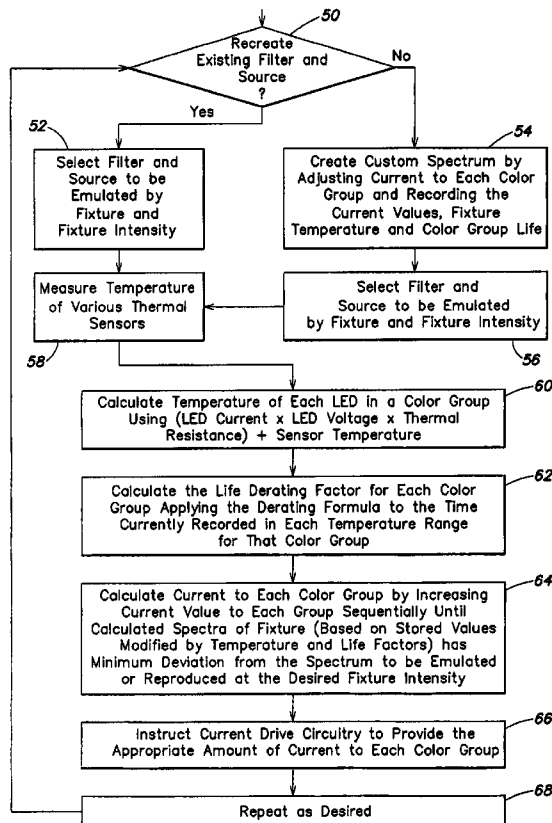 50
Recreate
Existing Filter and
Source
?
No
Yes
52
Select Filter and
Source to be
Emulated by
Fixture and
Fixture Intensity
54
Create Custom Spectrum by
Adjusting Current to Each Color
Group and Recording the
Current Values, Fixture
Temperature and Color Group Life
Measure Temperature
of Various Thermal
Sensors
58
Select Filter and
Source to be Emulated
by Fixture and Fixture Intensity
56
60
Calculate Temperature of Each LED in a Color Group
Using (LED Current x LED Voltage x Thermal
Resistance) + Sensor Temperature
62
Calculate the Life Derating Factor for Each Color
Group Applying the Derating Formula to the Time
Currently Recorded in Each Temperature Range
for That Color Group
64
Calculate Current to Each Color Group by Increasing
Current Value to Each Group Sequentially Until
Calculated Spectra of Fixture (Based on Stored Values
Modified by Temperature and Life Factors) has
Minimum Deviation from the Spectrum to be Emulated
or Reproduced at the Desired Fixture Intensity
66
Instruct Current Drive Circuitry to Provide the
Appropriate Amount of Current to Each Color Group
68
Repeat as Desired